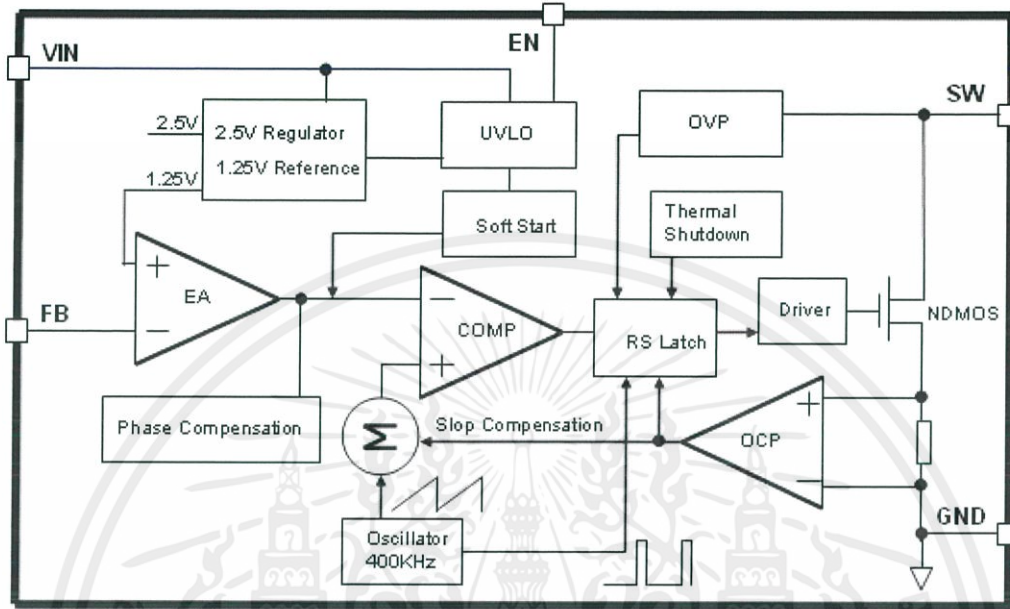 EN
VIN
SW
2.5V
2.5V Regulator
1.25V Reference
1.25V
UVLO
OVP
Soft Start
Thermal
Shutdown
+
EA
−
FB
−
COMP
+
RS Latch
Driver
NDMOS
Phase Compensation
Σ
Slop Compensation
+
OCP
−
GND
Oscillator
400KHz